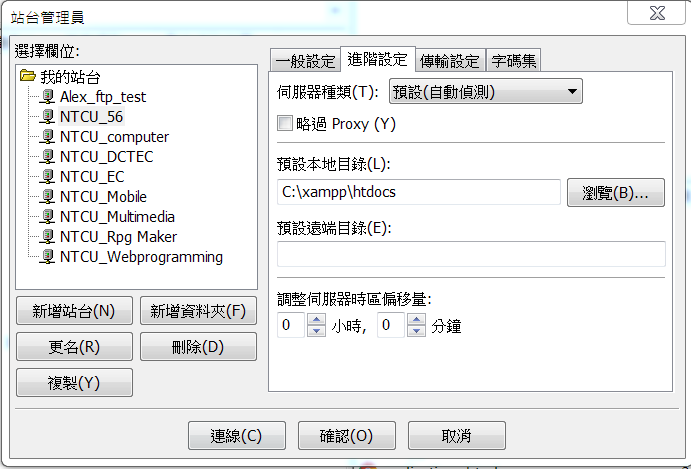 站台管理員
選擇欄位:
我的站台
Alex_ftp_test
NTCU_56
NTCU_computer
NTCU_DCTEC
NTCU_EC
NTCU_Mobile
NTCU_Multimedia
NTCU_Rpg Maker
NTCU_Webprogramming
新增站台(N) 新增資料夾(F)
更名(R) 刪除(D)
複製(Y)
一般設定 進階設定 傳輸設定 字碼集
伺服器種類(T): 預設(自動偵測)
略過 Proxy (Y)
預設本地目錄(L):
C:\xampp\htdocs 瀏覽(B)...
預設遠端目錄(E):
調整伺服器時區偏移量:
0 小時, 0 分鐘
連線(C) 確認(O) 取消